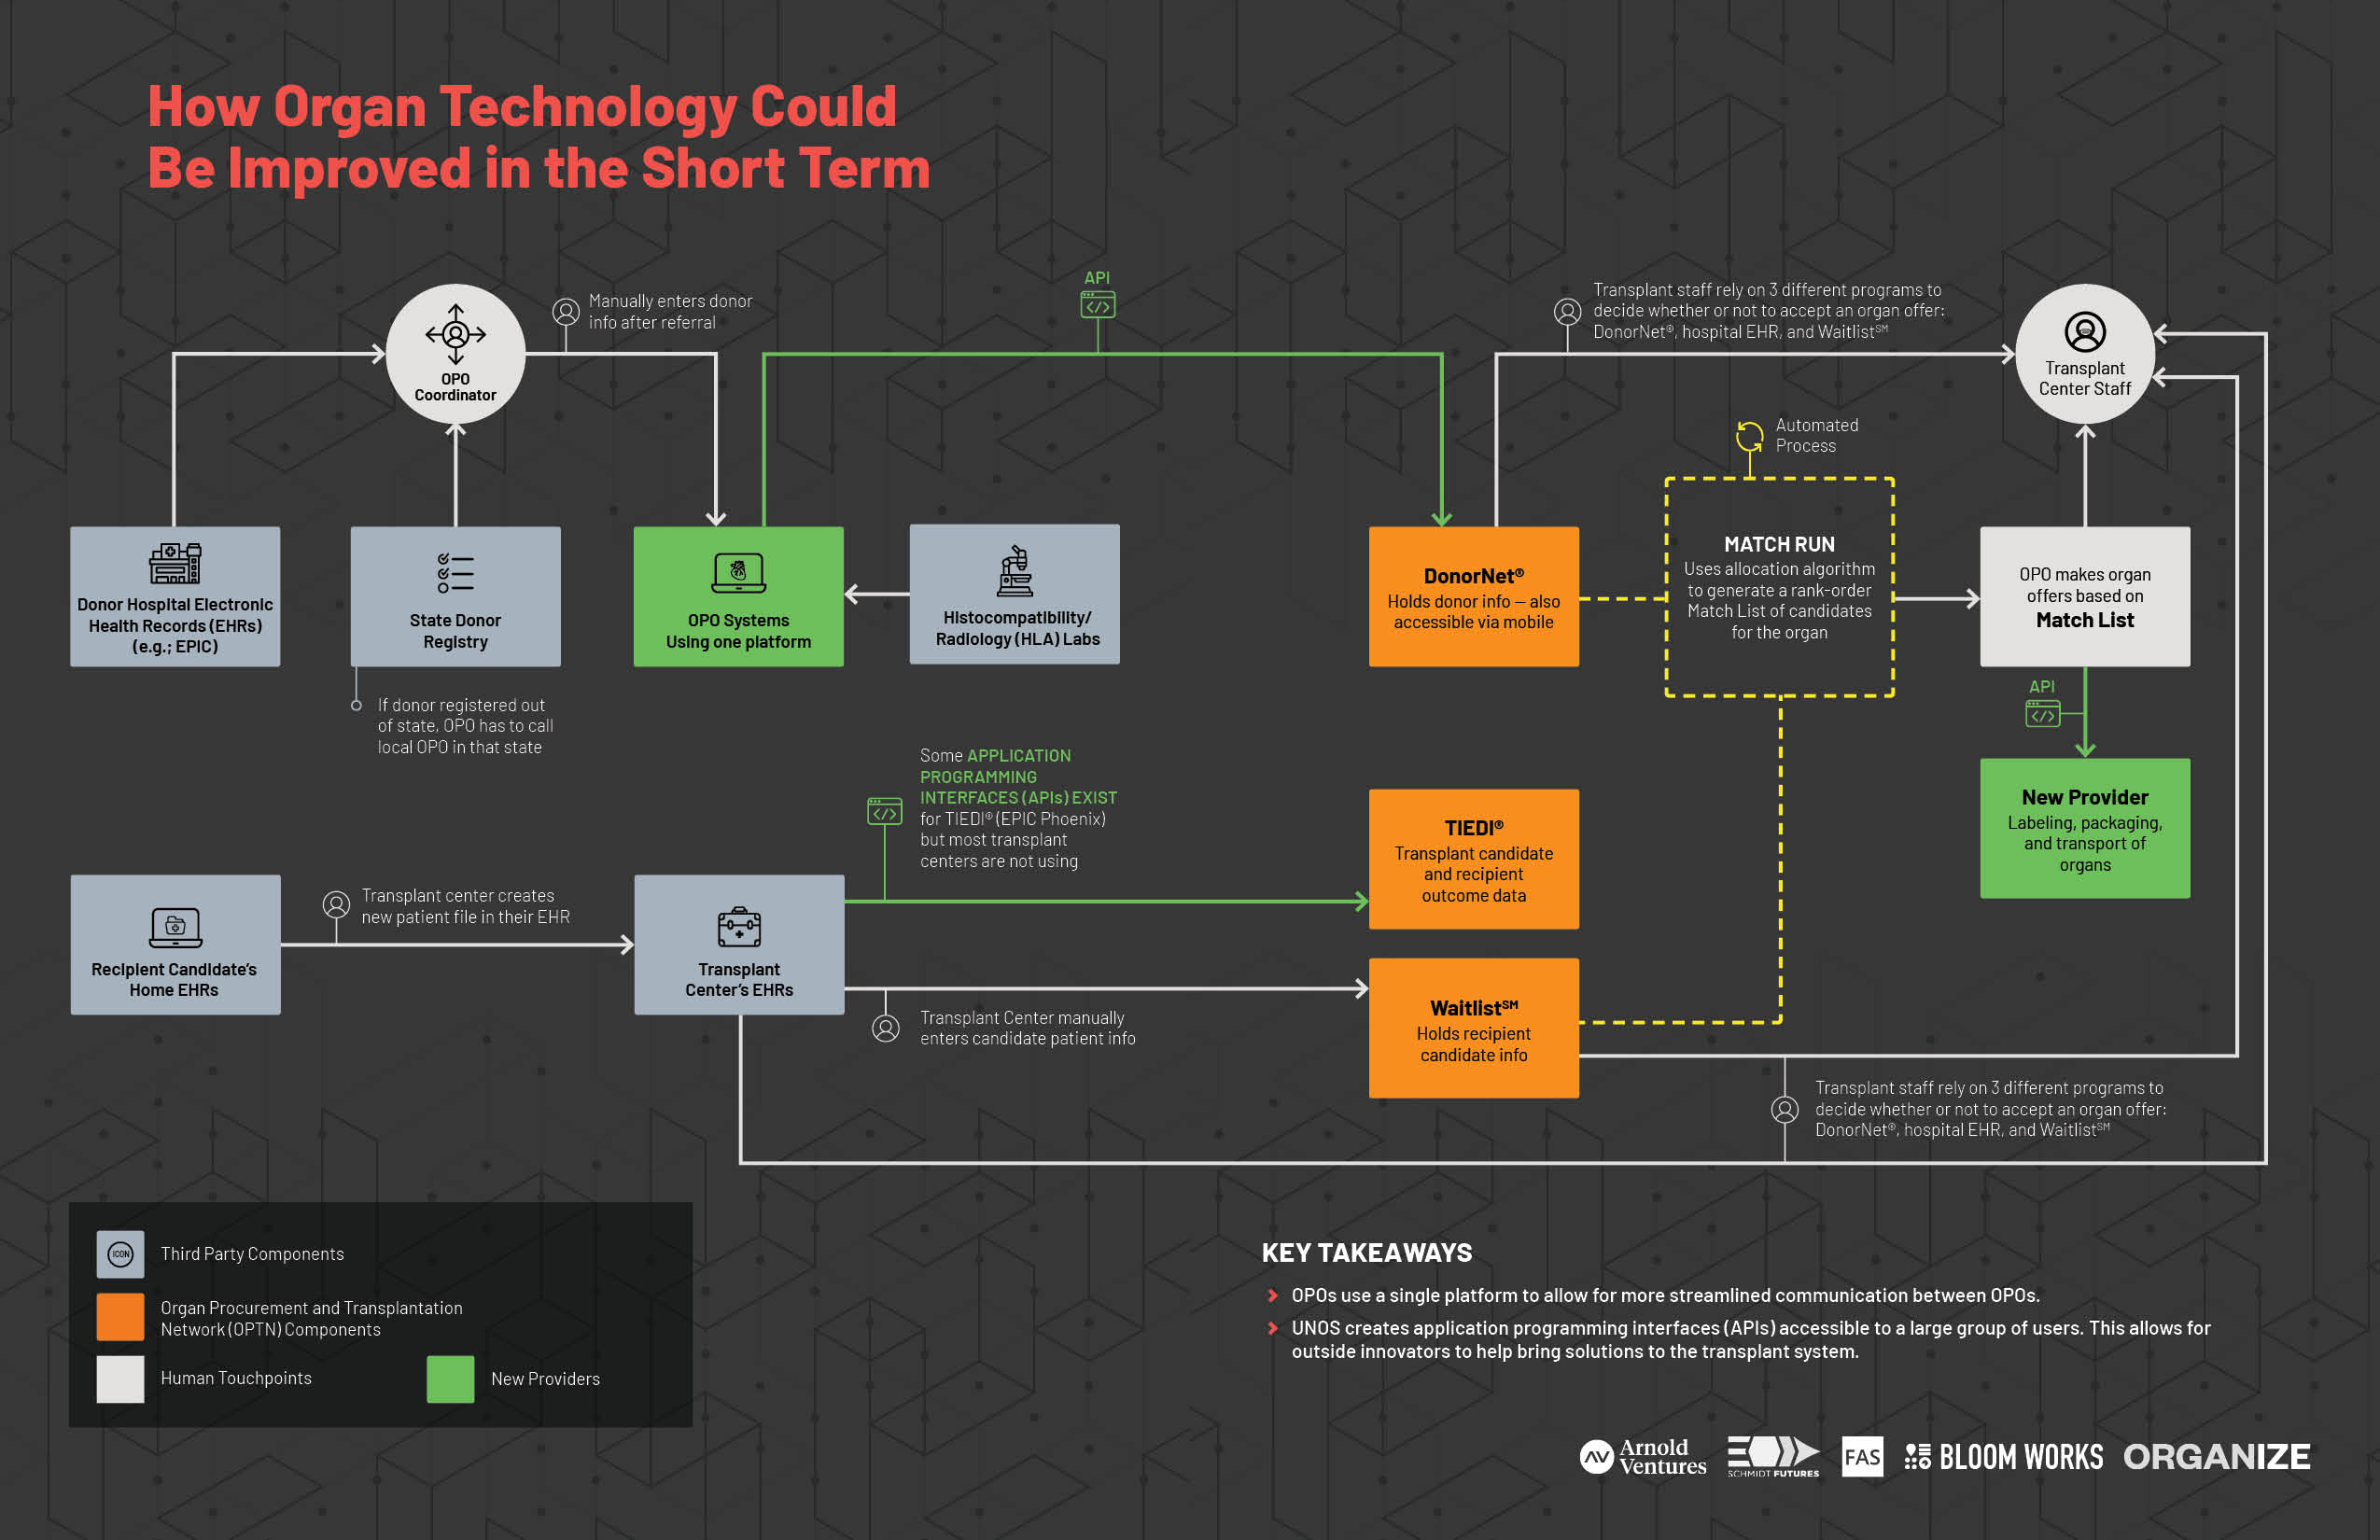 How Organ Technology Could
Be Improved in the Short Term
OPO
Coordinator
Manually enters donor
info after referral
API
Transplant staff rely on 3 different programs to
decide whether or not to accept an organ offer:
DonorNet®, hospital EHR, and Waitlist℠
Transplant
Center Staff
Automated
Process
Donor Hospital Electronic
Health Records (EHRs)
(e.g.; EPIC)
State Donor
Registry
OPO Systems
Using one platform
Histocompatibility/
Radiology (HLA) Labs
DonorNet®
Holds donor info – also
accessible via mobile
MATCH RUN
Uses allocation algorithm
to generate a rank-order
Match List of candidates
for the organ
OPO makes organ
offers based on
Match List
If donor registered out
of state, OPO has to call
local OPO in that state
API
Some APPLICATION
PROGRAMMING
INTERFACES (APIs) EXIST
for TIEDI® (EPIC Phoenix)
but most transplant
centers are not using
TIEDI®
Transplant candidate
and recipient
outcome data
New Provider
Labeling, packaging,
and transport of
organs
Recipient Candidate's
Home EHRs
Transplant center creates
new patient file in their EHR
Transplant
Center's EHRs
Transplant Center manually
enters candidate patient info
Waitlist℠
Holds recipient
candidate info
Transplant staff rely on 3 different programs to
decide whether or not to accept an organ offer:
DonorNet®, hospital EHR, and Waitlist℠
ICON
Third Party Components
Organ Procurement and Transplantation
Network (OPTN) Components
Human Touchpoints
New Providers
KEY TAKEAWAYS
OPOs use a single platform to allow for more streamlined communication between OPOs.
UNOS creates application programming interfaces (APIs) accessible to a large group of users. This allows for
outside innovators to help bring solutions to the transplant system.
AV
Arnold
Ventures
SCHMIDT FUTURES
FAS
BLOOM WORKS
ORGANIZE